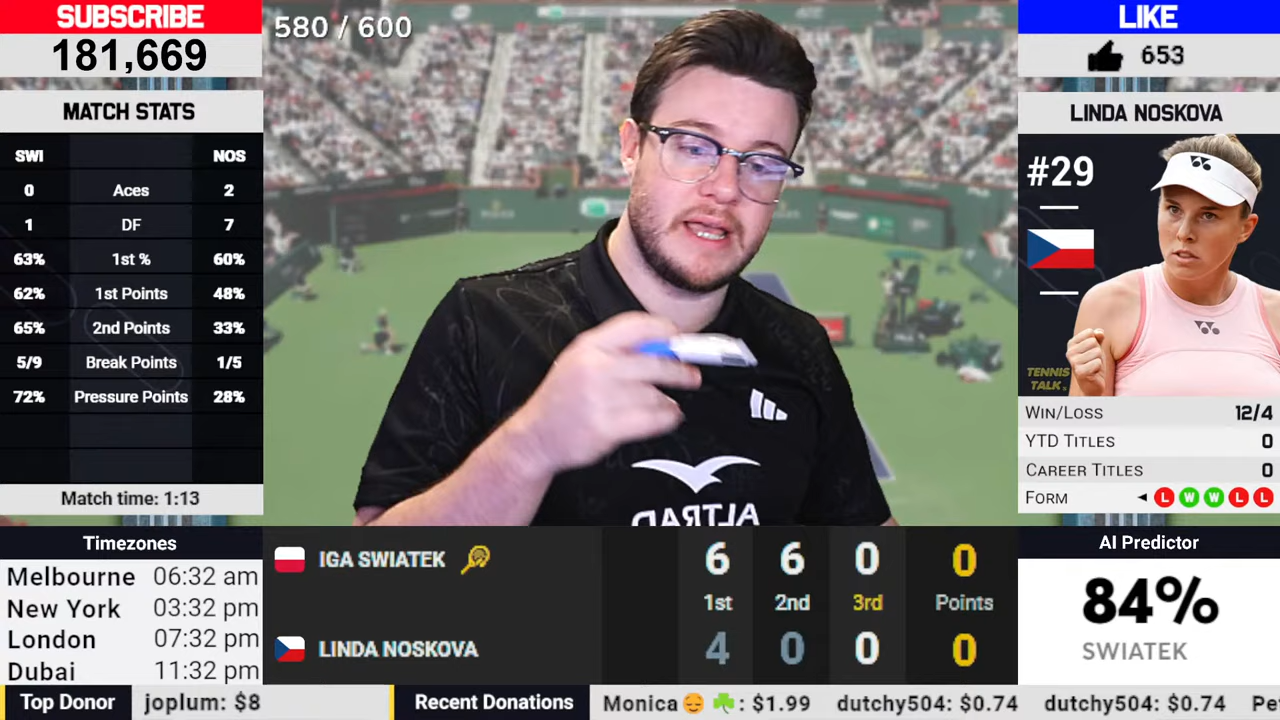 SUBSCRIBE
181,669
MATCH STATS
SWI NOS
0 Aces 2
1 DF 7
63% 1st % 60%
62% 1st Points 48%
65% 2nd Points 33%
5/9 Break Points 1/5
72% Pressure Points 28%
Match time: 1:13
Timezones
Melbourne 06:32 am
New York 03:32 pm
London 07:32 pm
Dubai 11:32 pm
580 / 600
ALTRAD
LIKE
653
LINDA NOSKOVA
#29
TENNIS
TALK
WIN/LOSS 12/4
YTD TITLES 0
CAREER TITLES 0
FORM L W W L L
AI Predictor
84%
SWIATEK
IGA SWIATEK 6 6 0 0
1st 2nd 3rd Points
LINDA NOSKOVA 4 0 0 0
Top Donor joplum: $8 Recent Donations Monica😌☘️: $1.99 dutchy504: $0.74 dutchy504: $0.74 Pe